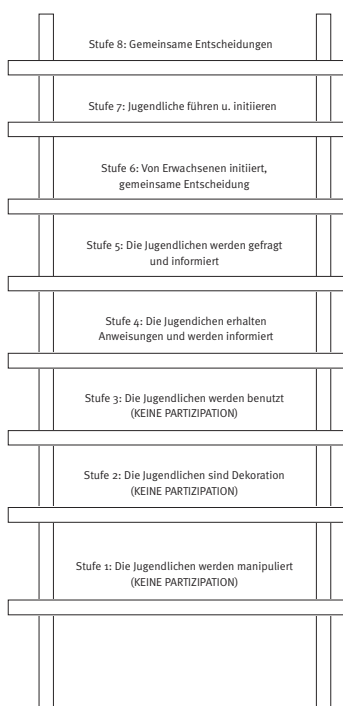 Stufe 8: Gemeinsame Entscheidungen
Stufe 7: Jugendliche führen u. initiieren
Stufe 6: Von Erwachsenen initiiert,
gemeinsame Entscheidung
Stufe 5: Die Jugendlichen werden gefragt
und informiert
Stufe 4: Die Jugendichen erhalten
Anweisungen und werden informiert
Stufe 3: Die Jugendlichen werden benutzt
(KEINE PARTIZIPATION)
Stufe 2: Die Jugendlichen sind Dekoration
(KEINE PARTIZIPATION)
Stufe 1: Die Jugendlichen werden manipuliert
(KEINE PARTIZIPATION)